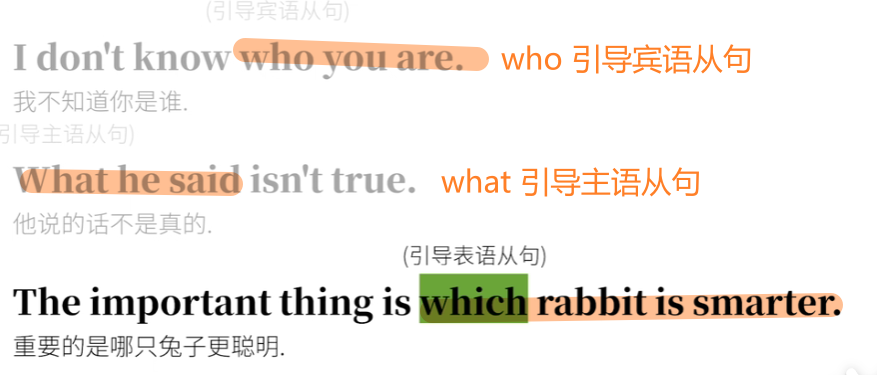 (引导宾语从句)
I don't know who you are. who 引导宾语从句
我不知道你是谁.
引导主语从句)
What he said isn't true. what 引导主语从句
他说的话不是真的.
(引导表语从句)
The important thing is which rabbit is smarter.
重要的是哪只兔子更聪明.